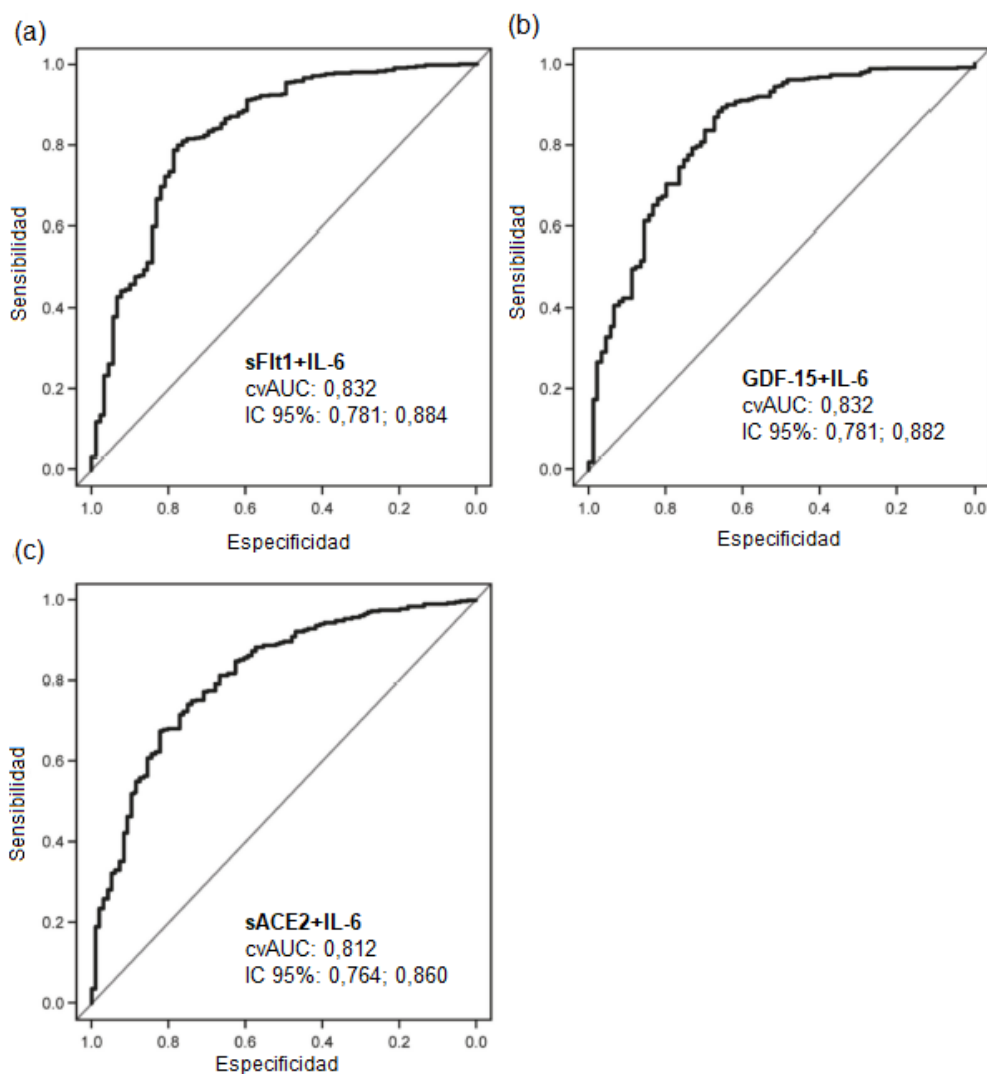 (a)
1.0
0.8
0.6
0.4
0.2
0.0
Sensibilidad
sFlt1+IL-6
cvAUC: 0,832
IC 95%: 0,781; 0,884
1.0 0.8 0.6 0.4 0.2 0.0
Especificidad
(b)
1.0
0.8
0.6
0.4
0.2
0.0
Sensibilidad
GDF-15+IL-6
cvAUC: 0,832
IC 95%: 0,781; 0,882
1.0 0.8 0.6 0.4 0.2 0.0
Especificidad
(c)
1.0
0.8
0.6
0.4
0.2
0.0
Sensibilidad
sACE2+IL-6
cvAUC: 0,812
IC 95%: 0,764; 0,860
1.0 0.8 0.6 0.4 0.2 0.0
Especificidad